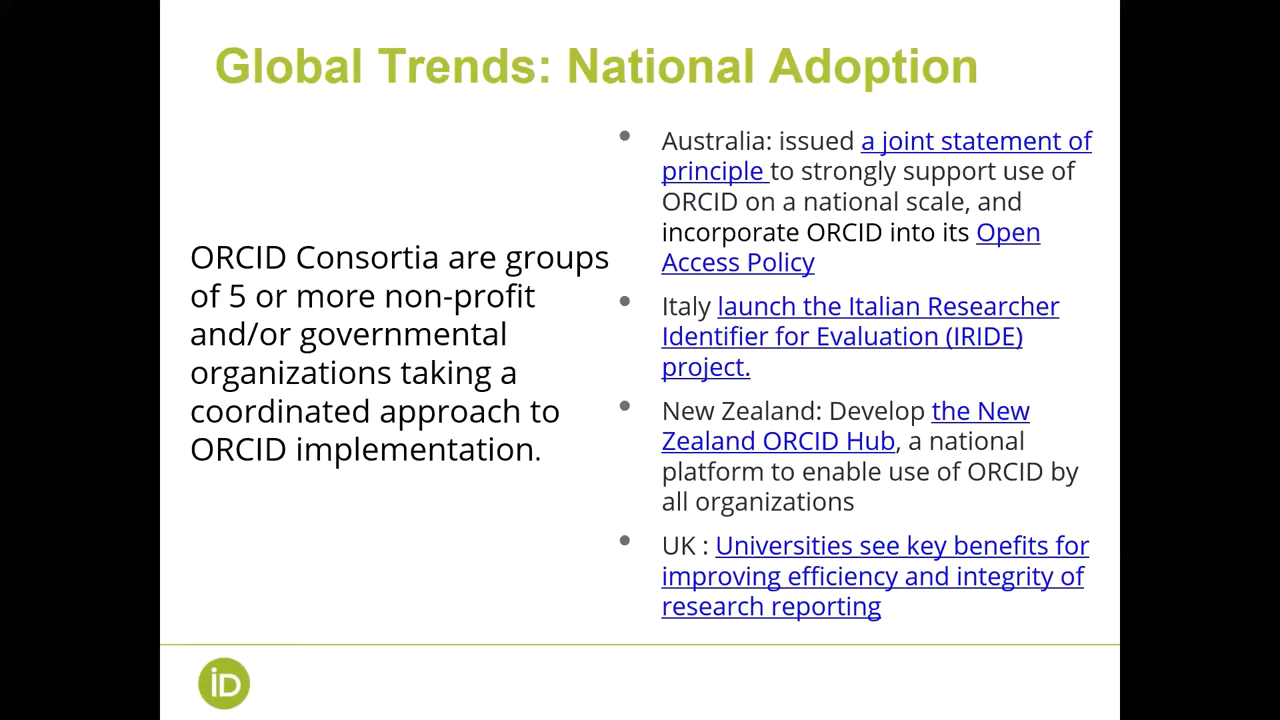 Global Trends: National Adoption
ORCID Consortia are groups
of 5 or more non-profit
and/or governmental
organizations taking a
coordinated approach to
ORCID implementation.
• Australia: issued a joint statement of
principle to strongly support use of
ORCID on a national scale, and
incorporate ORCID into its Open
Access Policy
• Italy launch the Italian Researcher
Identifier for Evaluation (IRIDE)
project.
• New Zealand: Develop the New
Zealand ORCID Hub, a national
platform to enable use of ORCID by
all organizations
• UK : Universities see key benefits for
improving efficiency and integrity of
research reporting
iD